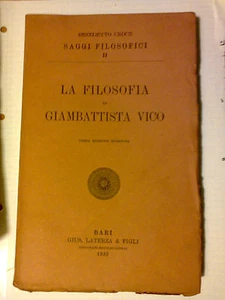 BENEDETTO CROCE
SAGGI FILOSOFICI
II
LA FILOSOFIA
DI
GIAMBATTISTA VICO
BARI
GIUS. LATERZA & FIGLI